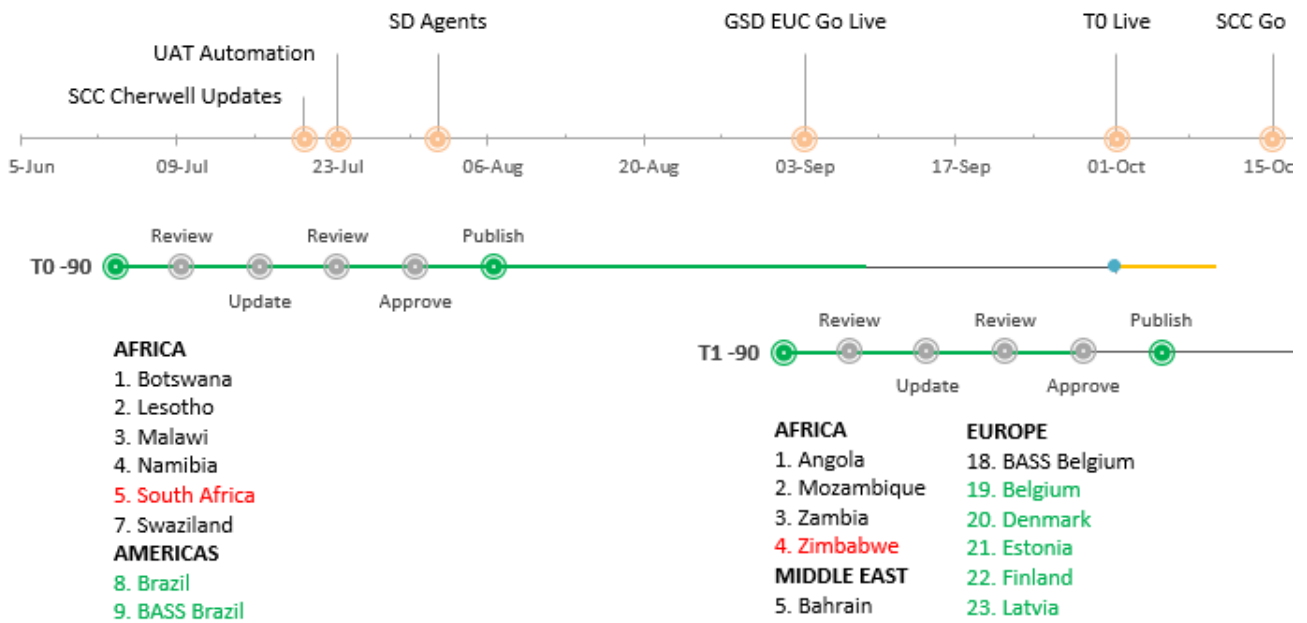 SD Agents
GSD EUC Go Live
T0 Live
SCC Go
UAT Automation
SCC Cherwell Updates
5-Jun
09-Jul
23-Jul
06-Aug
20-Aug
03-Sep
17-Sep
01-Oct
15-Oc
Review
Review
Publish
T0 -90
Update
Approve
Review
Review
Publish
T1 -90
Update
Approve
AFRICA
1. Botswana
2. Lesotho
3. Malawi
4. Namibia
5. South Africa
7. Swaziland
AMERICAS
8. Brazil
9. BASS Brazil
AFRICA
1. Angola
2. Mozambique
3. Zambia
4. Zimbabwe
MIDDLE EAST
5. Bahrain
EUROPE
18. BASS Belgium
19. Belgium
20. Denmark
21. Estonia
22. Finland
23. Latvia